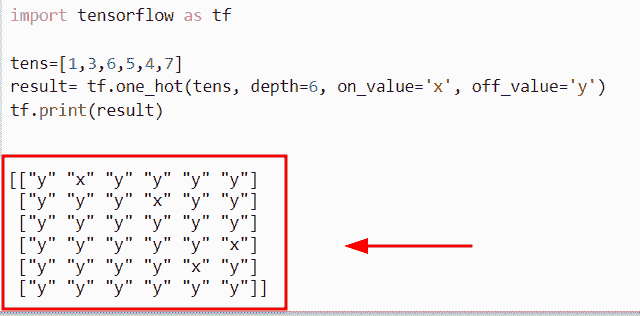 import tensorflow as tf
tens=[1,3,6,5,4,7]
result= tf.one_hot(tens, depth=6, on_value='x', off_value='y')
tf.print(result)
[["y" "x" "y" "y" "y" "y"]
["y" "y" "y" "x" "y" "y"]
["y" "y" "y" "y" "y" "y"]
["y" "y" "y" "y" "y" "x"]
["y" "y" "y" "y" "x" "y"]
["y" "y" "y" "y" "y" "y"]]